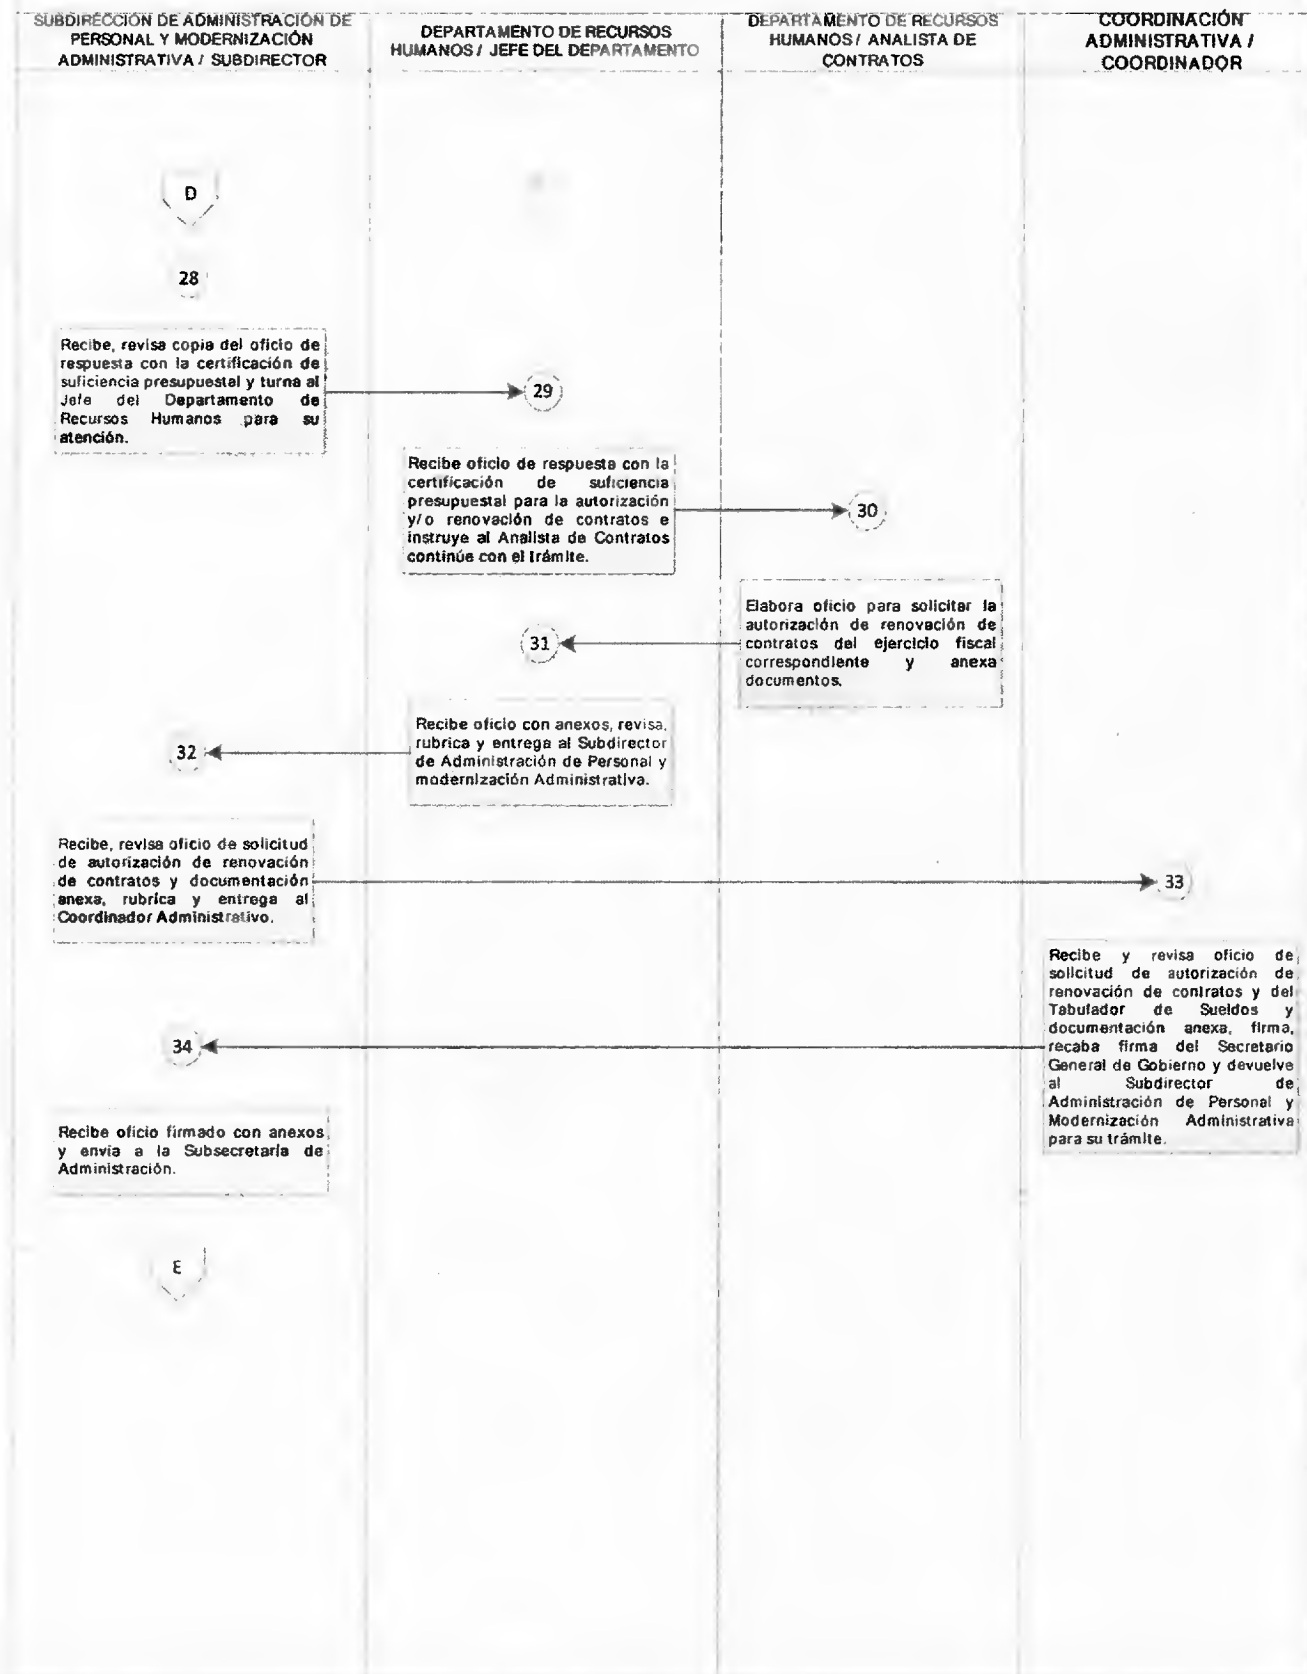 SUBDIRECCIÓN DE ADMINISTRACIÓN DE
PERSONAL Y MODERNIZACIÓN
ADMINISTRATIVA / SUBDIRECTOR
DEPARTAMENTO DE RECURSOS
HUMANOS / JEFE DEL DEPARTAMENTO
DEPARTAMENTO DE RECURSOS
HUMANOS / ANALISTA DE
CONTRATOS
COORDINACIÓN
ADMINISTRATIVA /
COORDINADOR
D
28
Recibe, revisa copia del oficio de
respuesta con la certificación de
suficiencia presupuestal y turna al
Jefe del Departamento de
Recursos Humanos para su
atención.
29
Recibe oficio de respuesta con la
certificación de suficiencia
presupuestal para la autorización
y/o renovación de contratos e
instruye al Analista de Contratos
continúe con el trámite.
30
Elabora oficio para solicitar la
autorización de renovación de
contratos del ejercicio fiscal
correspondiente y anexa
documentos.
31
Recibe oficio con anexos, revisa,
rubrica y entrega al Subdirector
de Administración de Personal y
modernización Administrativa.
32
Recibe, revisa oficio de solicitud
de autorización de renovación
de contratos y documentación
anexa, rubrica y entrega al
Coordinador Administrativo.
33
Recibe y revisa oficio de
solicitud de autorización de
renovación de contratos y del
Tabulador de Sueldos y
documentación anexa, firma,
recaba firma del Secretario
General de Gobierno y devuelve
al Subdirector de
Administración de Personal y
Modernización Administrativa
para su trámite.
34
Recibe oficio firmado con anexos
y envía a la Subsecretaría de
Administración.
E